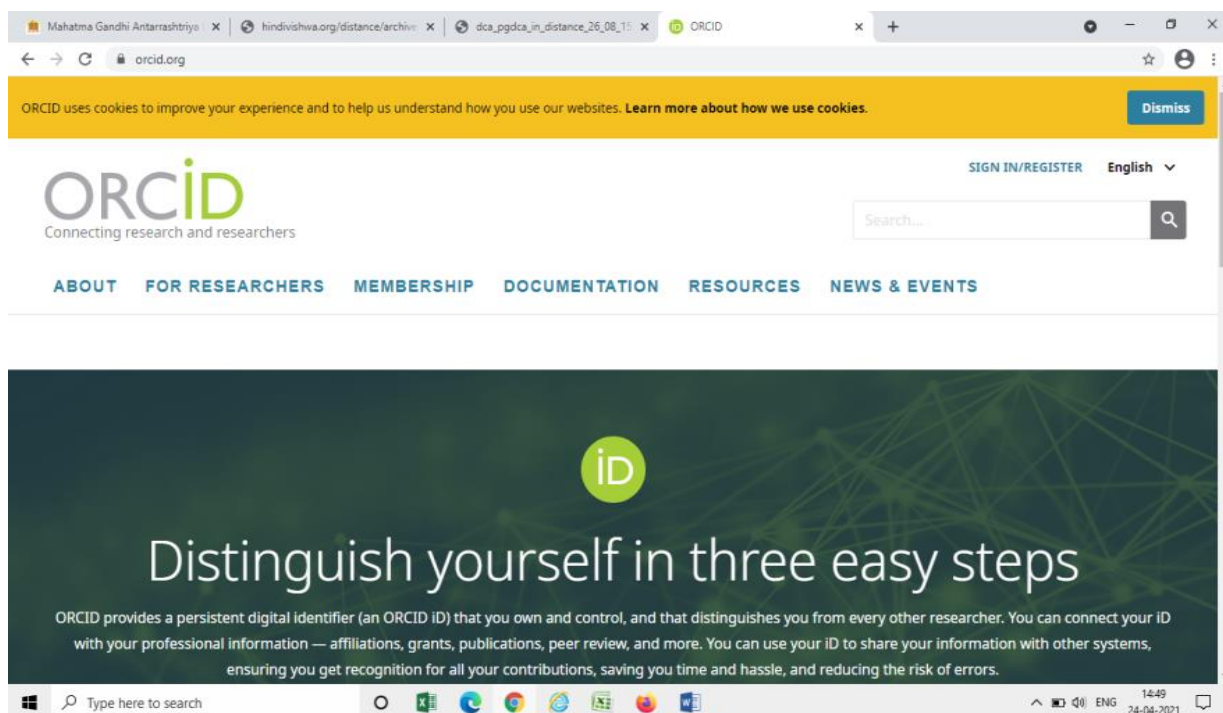 Mahatma Gandhi Antarrashtriya
hindivishwa.org/distance/archive
dca_pgdca_in_distance_26_08_15
ORCID
orcid.org
ORCID uses cookies to improve your experience and to help us understand how you use our websites. Learn more about how we use cookies.
Dismiss
SIGN IN/REGISTER English
ORCiD
Connecting research and researchers
Search...
ABOUT FOR RESEARCHERS MEMBERSHIP DOCUMENTATION RESOURCES NEWS & EVENTS
iD
Distinguish yourself in three easy steps
ORCID provides a persistent digital identifier (an ORCID iD) that you own and control, and that distinguishes you from every other researcher. You can connect your iD
with your professional information — affiliations, grants, publications, peer review, and more. You can use your iD to share your information with other systems,
ensuring you get recognition for all your contributions, saving you time and hassle, and reducing the risk of errors.
Type here to search
ENG
14:49
24-04-2021